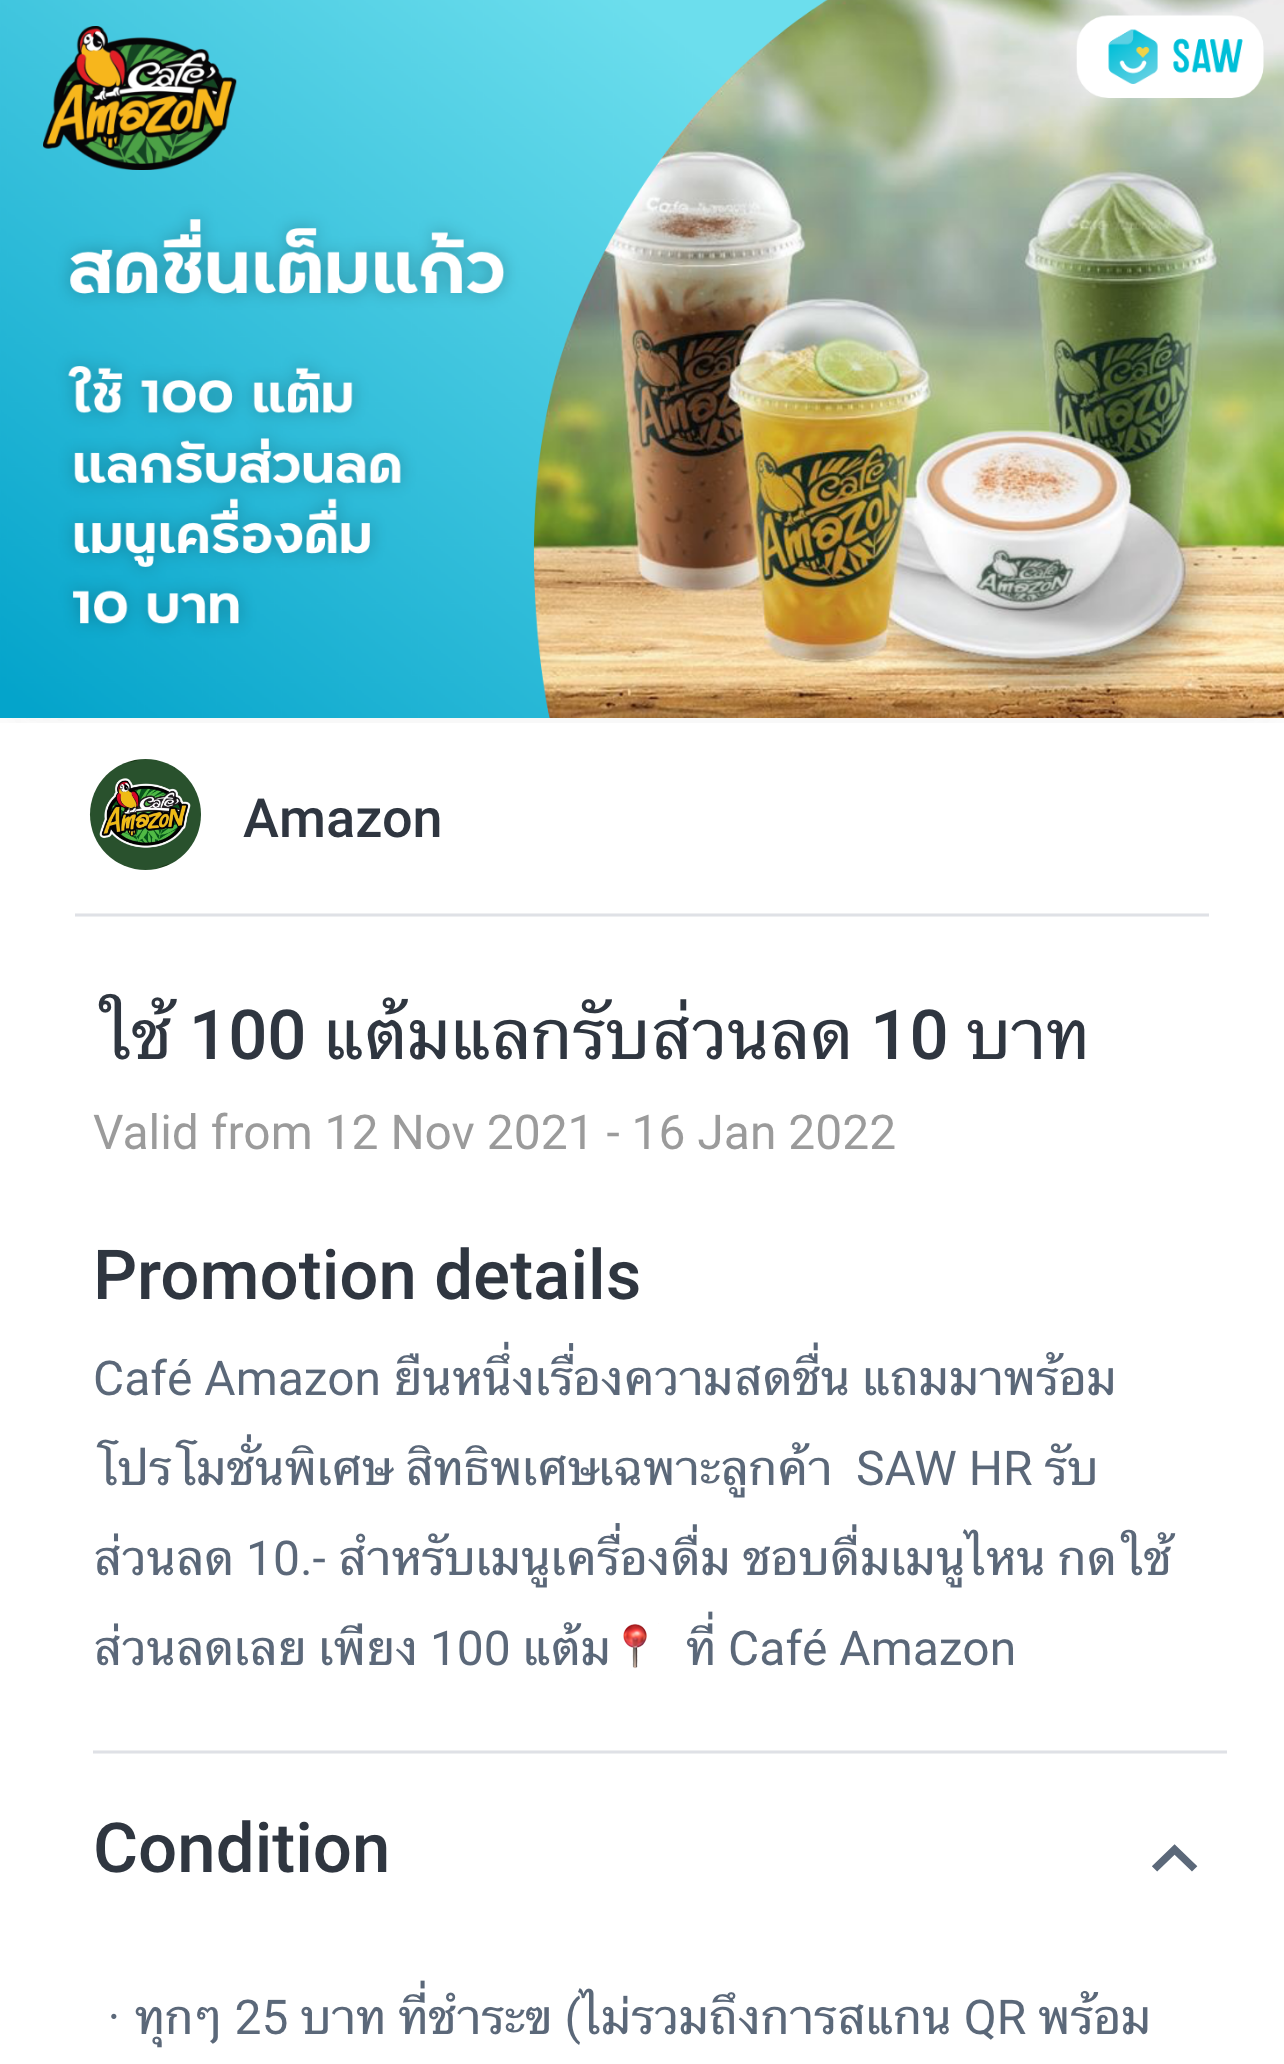 Café
Amazon
SAW
สดชื่นเต็มแก้ว
ใช้ 100 แต้ม
แลกรับส่วนลด
เมนูเครื่องดื่ม
10 บาท
Café Amazon
Café Amazon
Café Amazon
Café Amazon
Café Amazon
Amazon
ใช้ 100 แต้มแลกรับส่วนลด 10 บาท
Valid from 12 Nov 2021 - 16 Jan 2022
Promotion details
Café Amazon ยืนหนึ่งเรื่องความสดชื่น แถมมาพร้อม
โปรโมชั่นพิเศษ สิทธิพเศษเฉพาะลูกค้า SAW HR รับ
ส่วนลด 10.- สำหรับเมนูเครื่องดื่ม ชอบดื่มเมนูไหน กดใช้
ส่วนลดเลย เพียง 100 แต้ม📍 ที่ Café Amazon
Condition
· ทุกๆ 25 บาท ที่ชำระฃ (ไม่รวมถึงการสแกน QR พร้อม